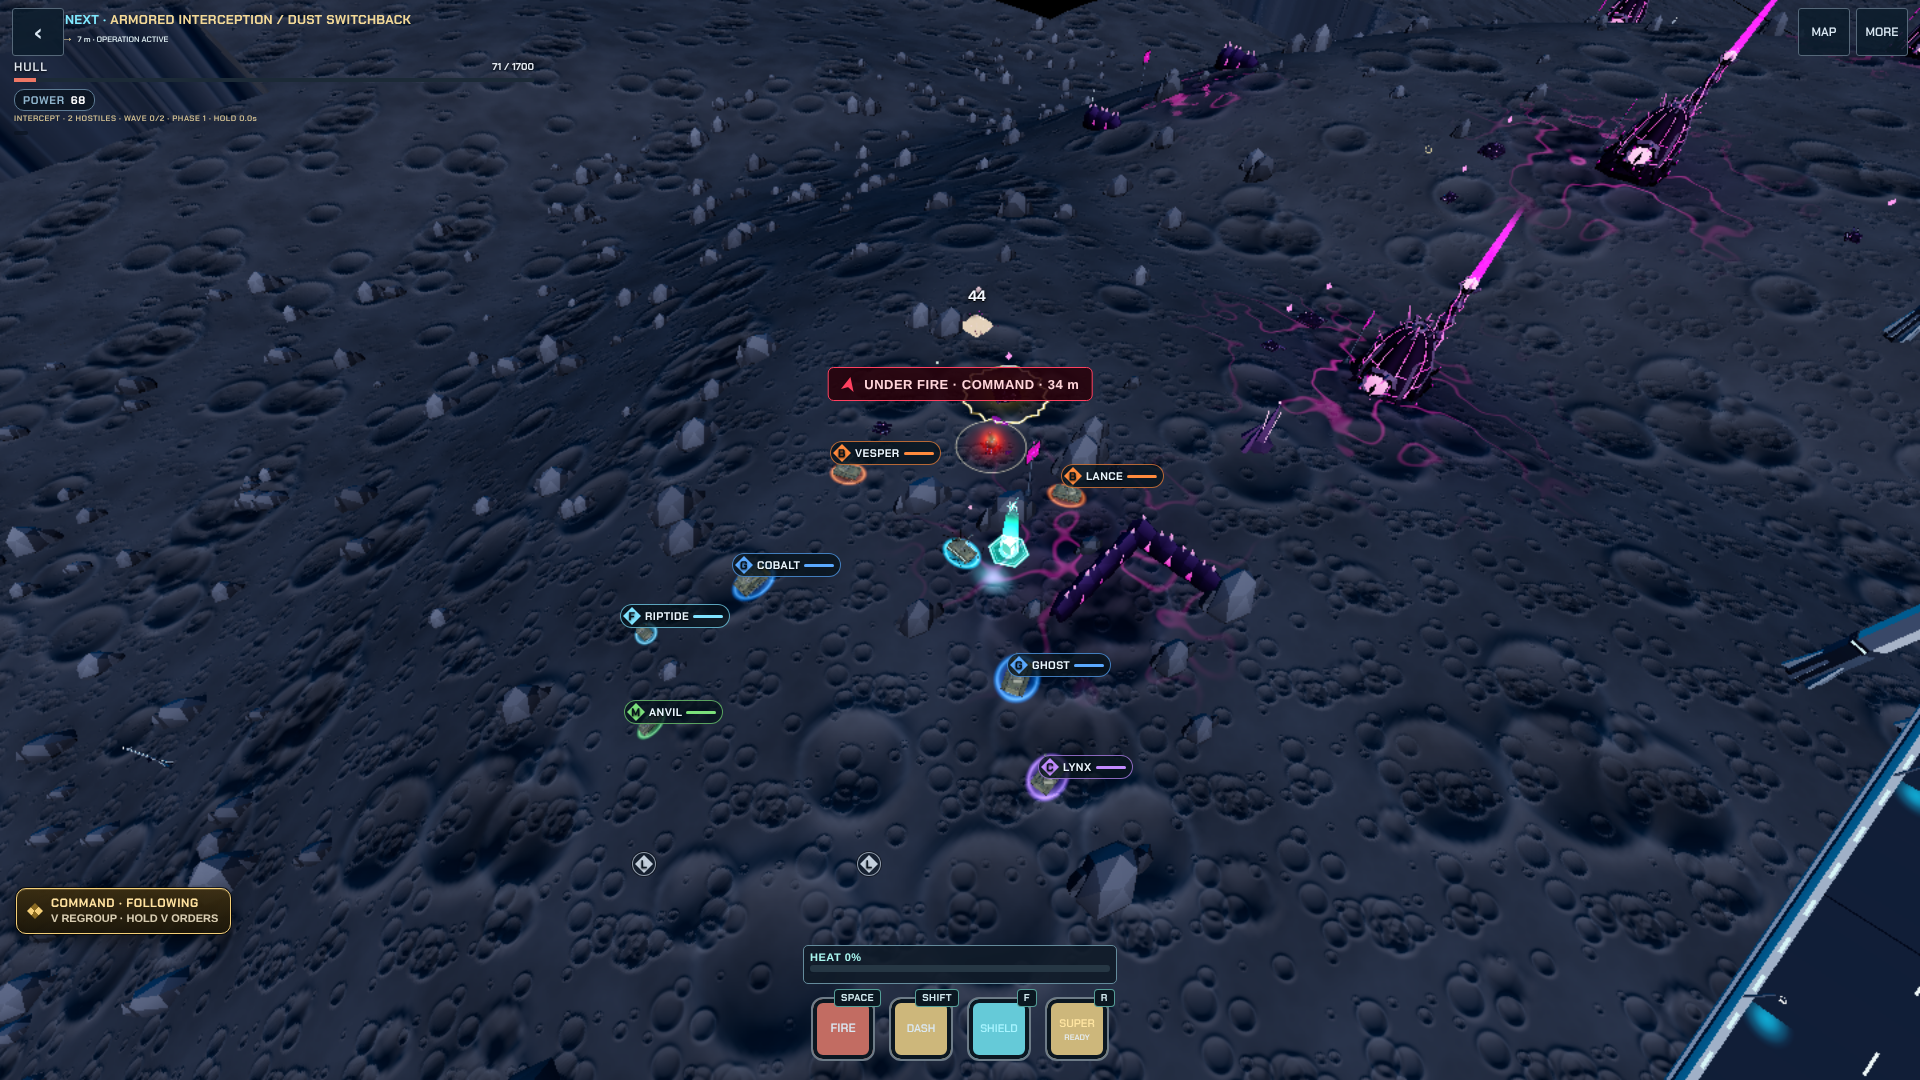 ‹
NEXT · ARMORED INTERCEPTION / DUST SWITCHBACK
→ 7 m · OPERATION ACTIVE
MAP
MORE
HULL
71 / 1700
POWER 68
INTERCEPT · 2 HOSTILES · WAVE 0/2 · PHASE 1 · HOLD 0.0s
44
UNDER FIRE · COMMAND · 34 m
B VESPER
B LANCE
G COBALT
F RIPTIDE
G GHOST
M ANVIL
C LYNX
L
L
COMMAND · FOLLOWING
V REGROUP · HOLD V ORDERS
HEAT 0%
SPACE
SHIFT
F
R
FIRE
DASH
SHIELD
SUPER
READY